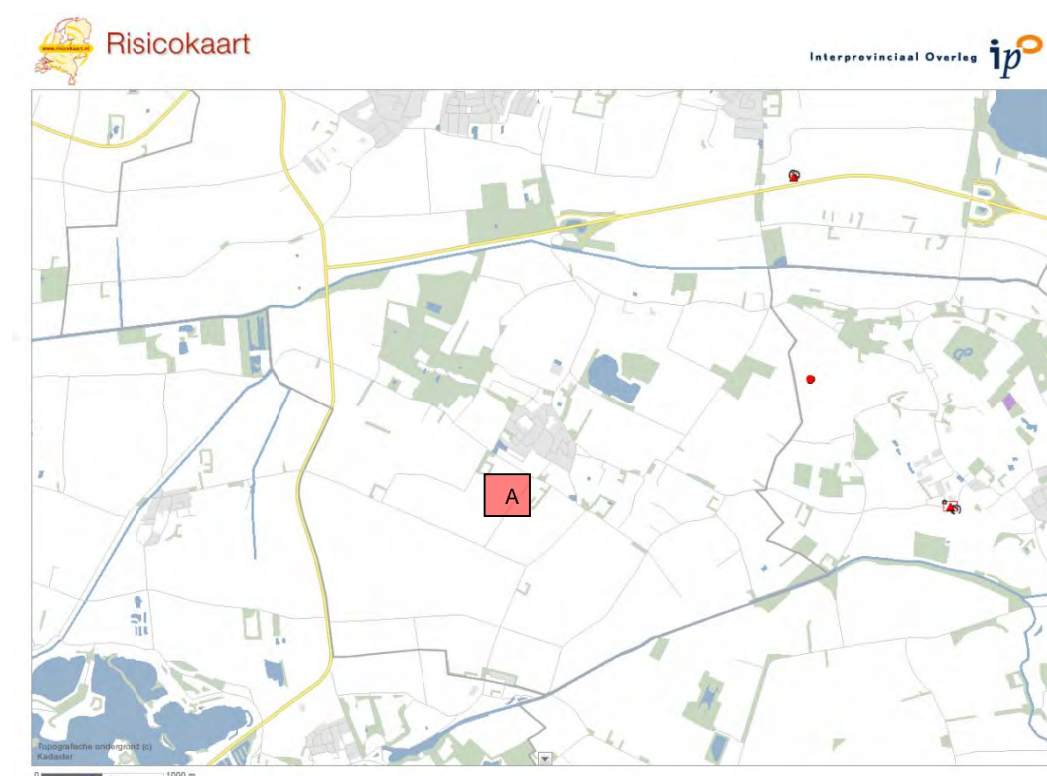 www.risicokaart.nl
Risicokaart
Interprovinciaal Overleg ipo
A
Topografische ondergrond (c)
Kadaster
0 1000 m